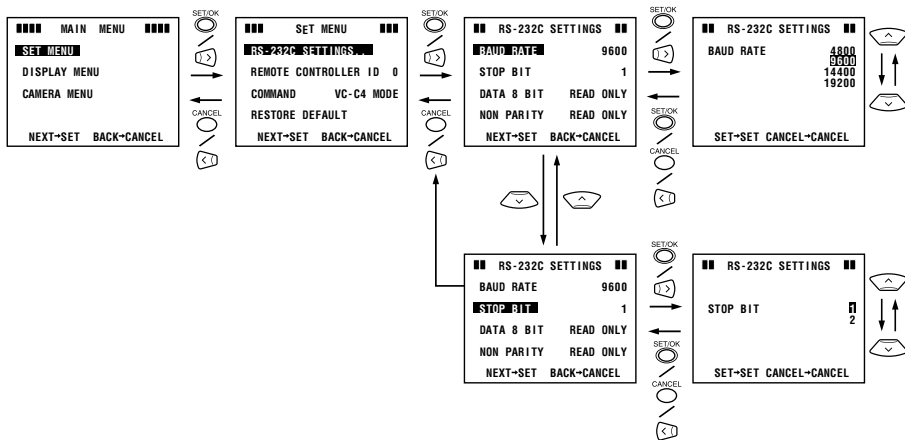 MAIN MENU
SET MENU
DISPLAY MENU
CAMERA MENU
NEXT→SET BACK→CANCEL
SET/OK
CANCEL
SET MENU
RS-232C SETTINGS...
REMOTE CONTROLLER ID 0
COMMAND VC-C4 MODE
RESTORE DEFAULT
NEXT→SET BACK→CANCEL
SET/OK
CANCEL
RS-232C SETTINGS
BAUD RATE 9600
STOP BIT 1
DATA 8 BIT READ ONLY
NON PARITY READ ONLY
NEXT→SET BACK→CANCEL
SET/OK
SET/OK
CANCEL
RS-232C SETTINGS
BAUD RATE 4800
9600
14400
19200
SET→SET CANCEL→CANCEL
RS-232C SETTINGS
BAUD RATE 9600
STOP BIT 1
DATA 8 BIT READ ONLY
NON PARITY READ ONLY
NEXT→SET BACK→CANCEL
SET/OK
SET/OK
CANCEL
RS-232C SETTINGS
STOP BIT 1
2
SET→SET CANCEL→CANCEL